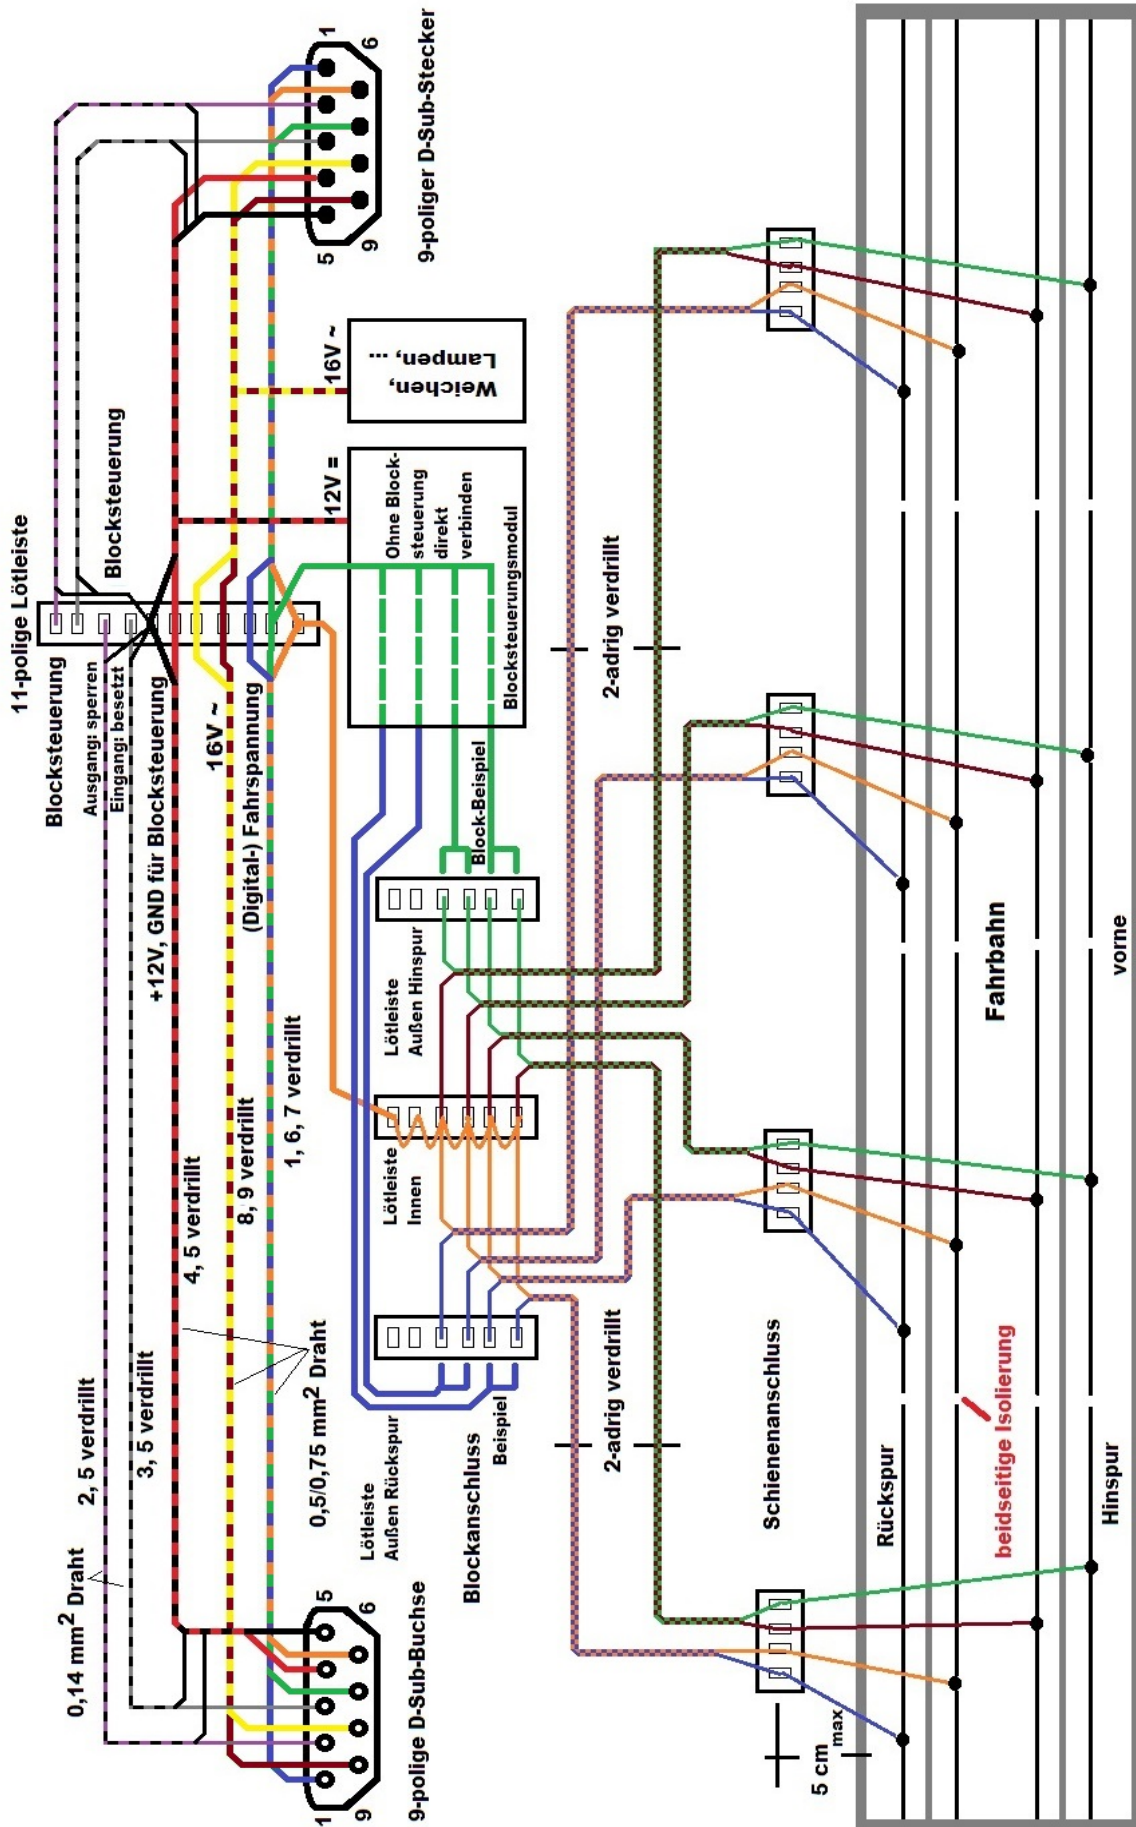 11-polige Lötleiste
Blocksteuerung
Ausgang: sperren
Eingang: besetzt
+12V, GND für Blocksteuerung
16V ~
(Digital-) Fahrspannung
Blocksteuerung
1
6
5
9
9-poliger D-Sub-Stecker
0,14 mm² Draht
2, 5 verdrillt
3, 5 verdrillt
4, 5 verdrillt
8, 9 verdrillt
1, 6, 7 verdrillt
0,5/0,75 mm² Draht
5
6
1
9
9-polige D-Sub-Buchse
12V =
16V ~
Weichen,
Lampen, ...
Ohne Block-
steuerung
direkt
verbinden
Blocksteuerungsmodul
Block-Beispiel
Lötleiste
Außen Hinspur
Lötleiste
Innen
Lötleiste
Außen Rückspur
Beispiel
Blockanschluss
2-adrig verdrillt
2-adrig verdrillt
Schienenanschluss
5 cm max
Rückspur
Fahrbahn
beidseitige Isolierung
Hinspur
vorne